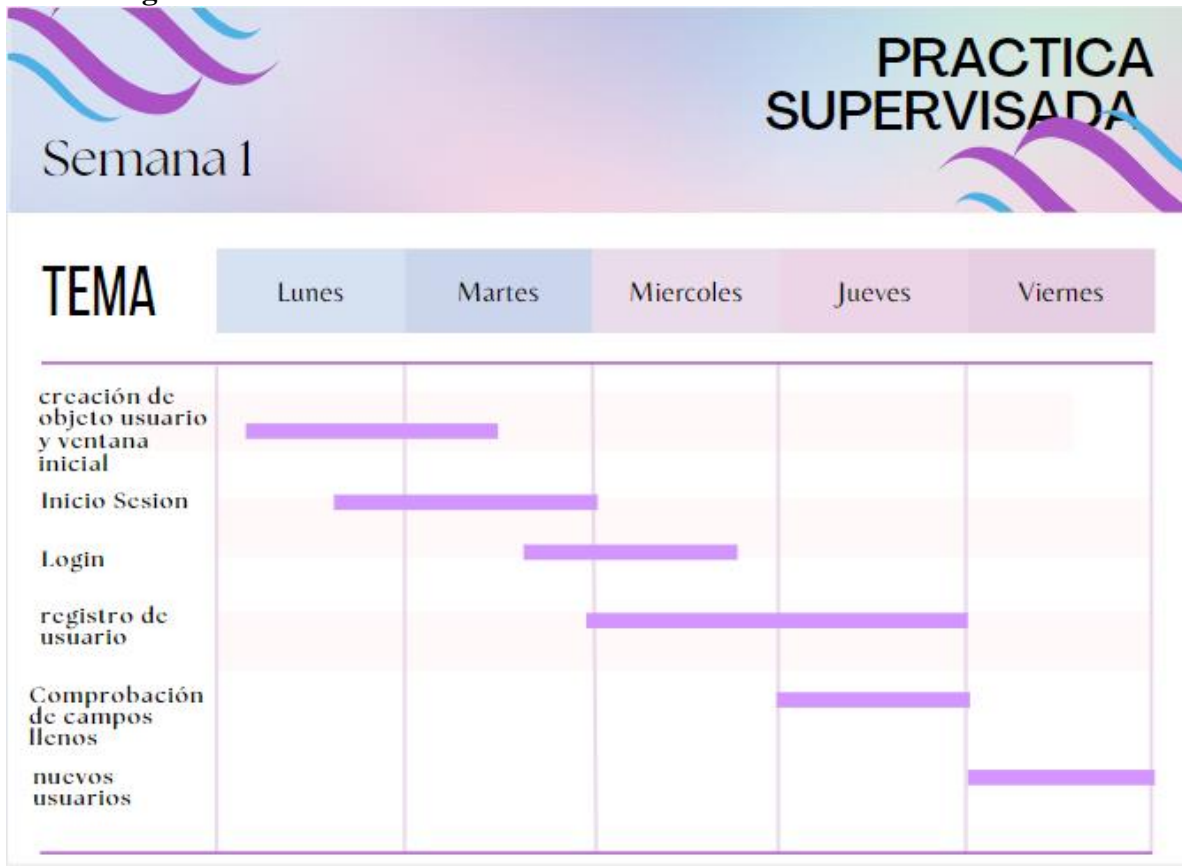 PRACTICA
SUPERVISADA
Semana 1
TEMA
Lunes
Martes
Miercoles
Jueves
Viernes
creación de
objeto usuario
y ventana
inicial
Inicio Sesion
Login
registro de
usuario
Comprobación
de campos
llenos
nuevos
usuarios